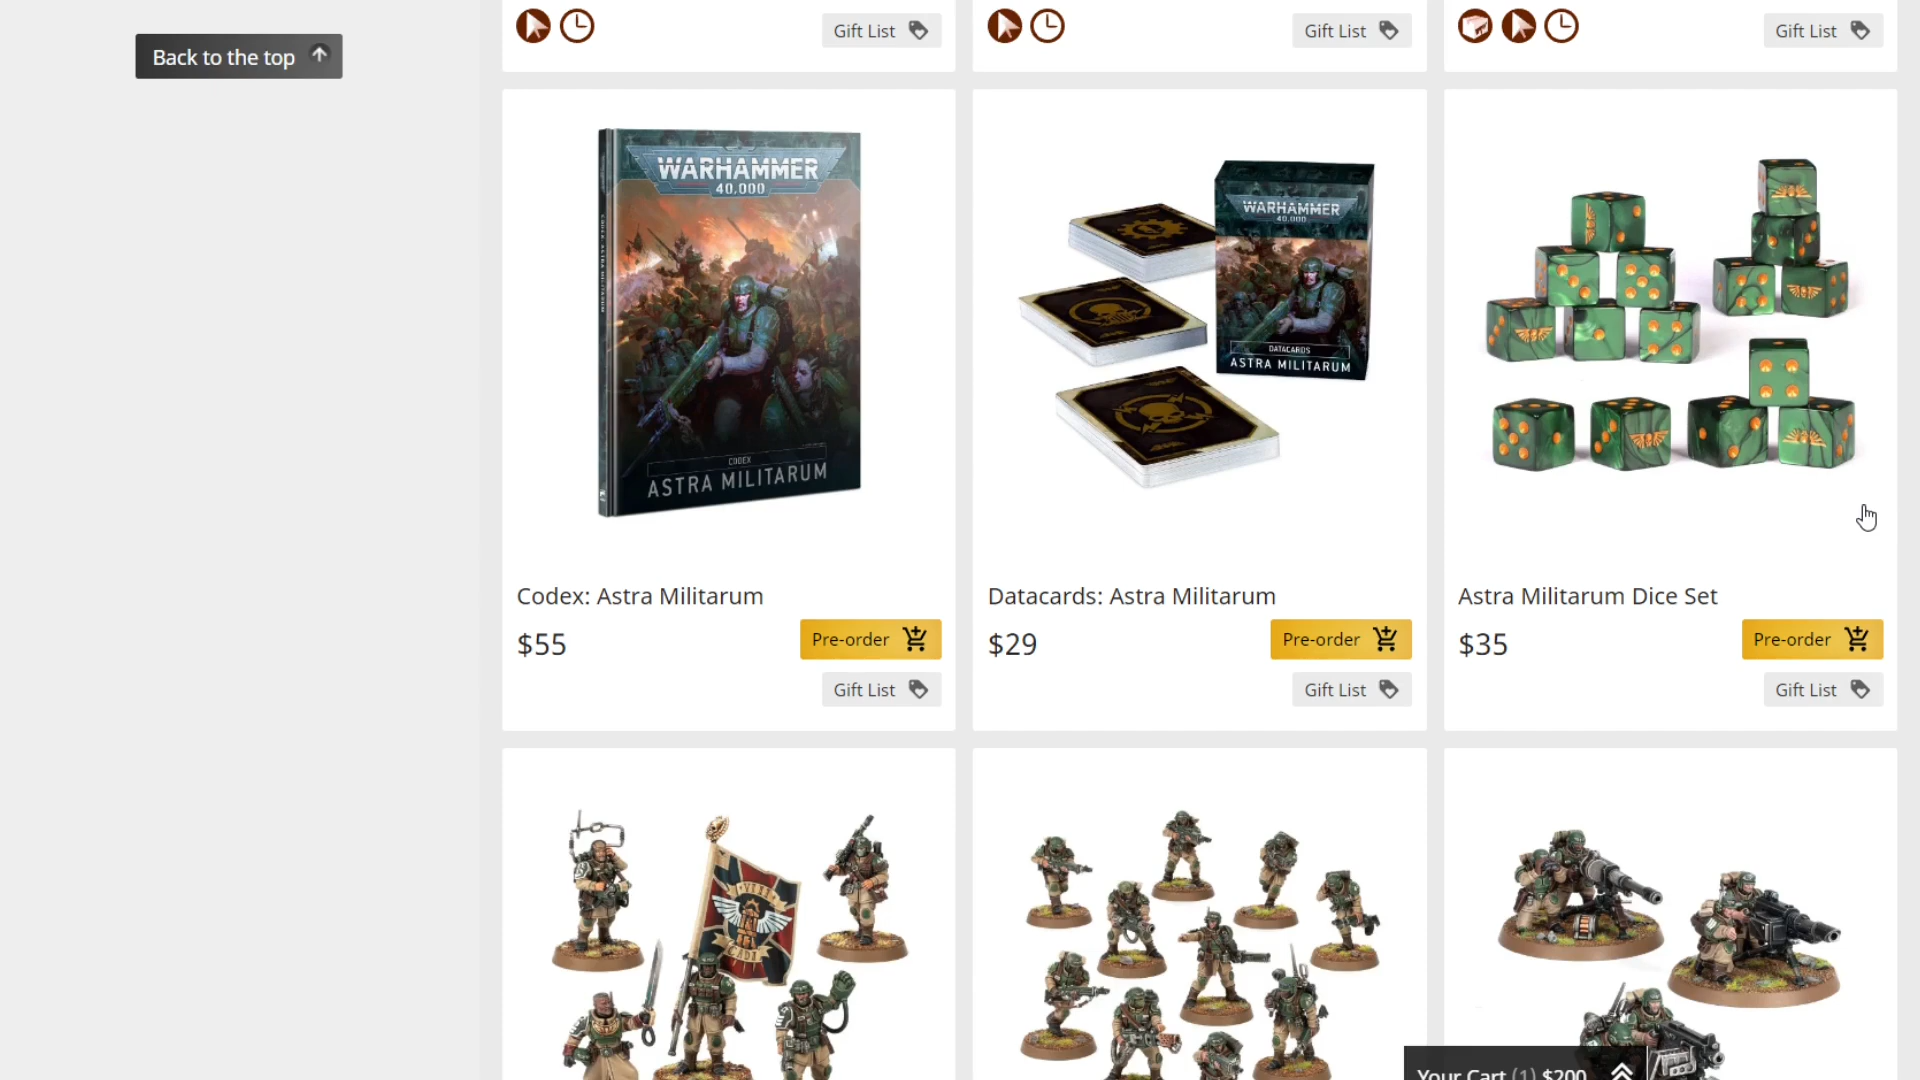 Gift List
Gift List
Gift List
Back to the top
WARHAMMER
40,000
CODEX
ASTRA MILITARUM
WARHAMMER
40,000
DATACARDS
ASTRA MILITARUM
Codex: Astra Militarum
Datacards: Astra Militarum
Astra Militarum Dice Set
$55
Pre-order
$29
Pre-order
$35
Pre-order
Gift List
Gift List
Gift List
Your Cart (1) $200